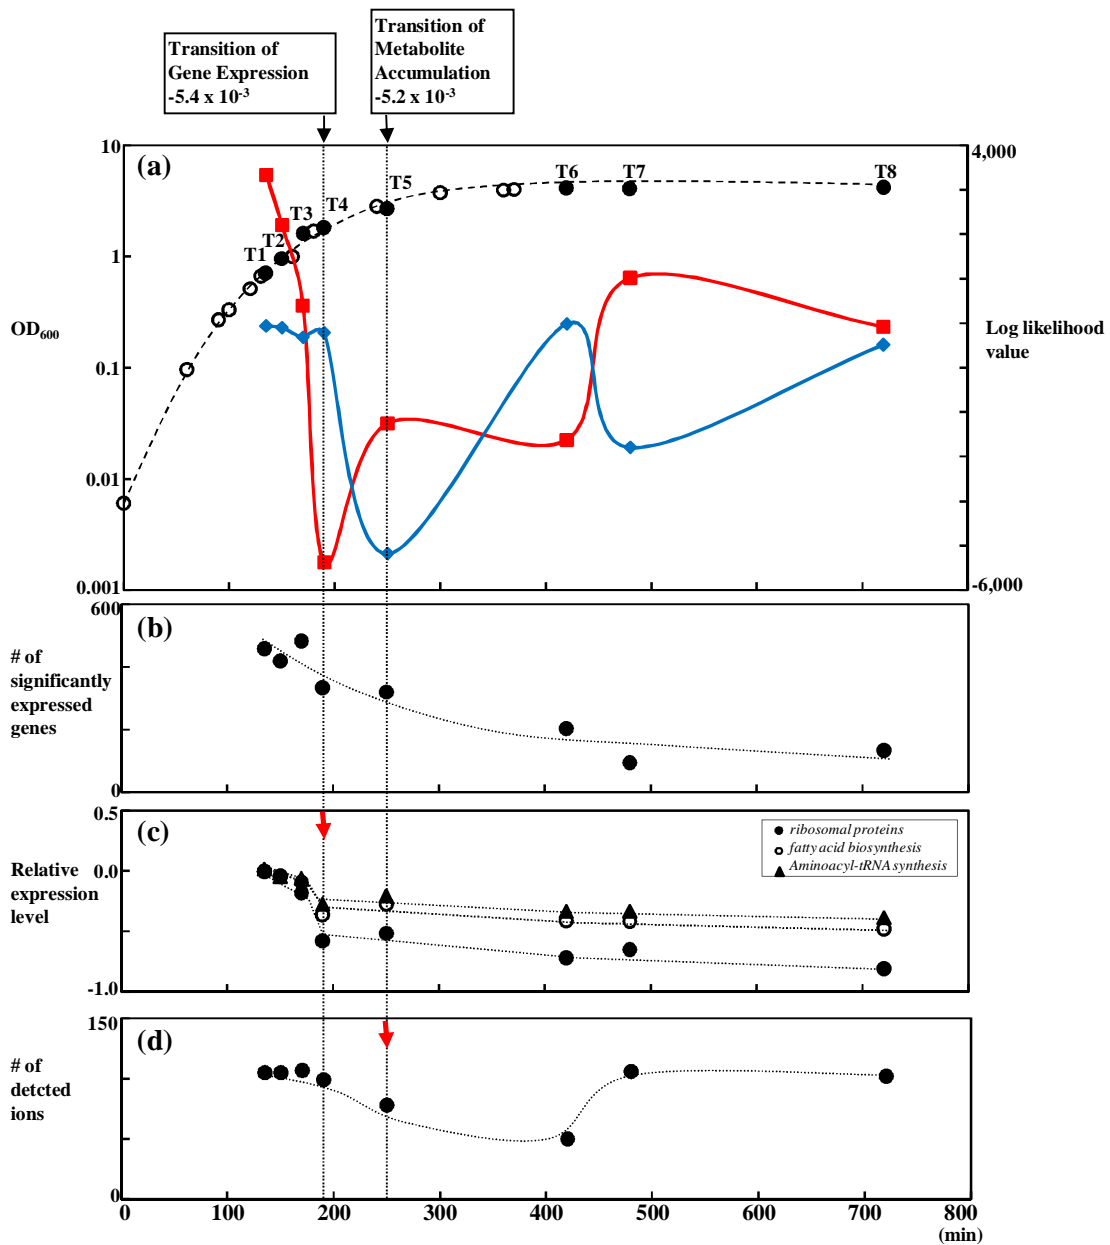 Transition of
Gene Expression
-5.4 x 10-3
Transition of
Metabolite
Accumulation
-5.2 x 10-3
(a)
10
1
0.1
0.01
0.001
OD600
4,000
-6,000
Log likelihood
value
T1
T2
T3
T4
T5
T6
T7
T8
(b)
600
0
# of
significantly
expressed
genes
(c)
0.5
0.0
-1.0
Relative
expression
level
ribosomal proteins
fatty acid biosynthesis
Aminoacyl-tRNA synthesis
(d)
150
0
# of
detcted
ions
0 100 200 300 400 500 600 700 800
(min)